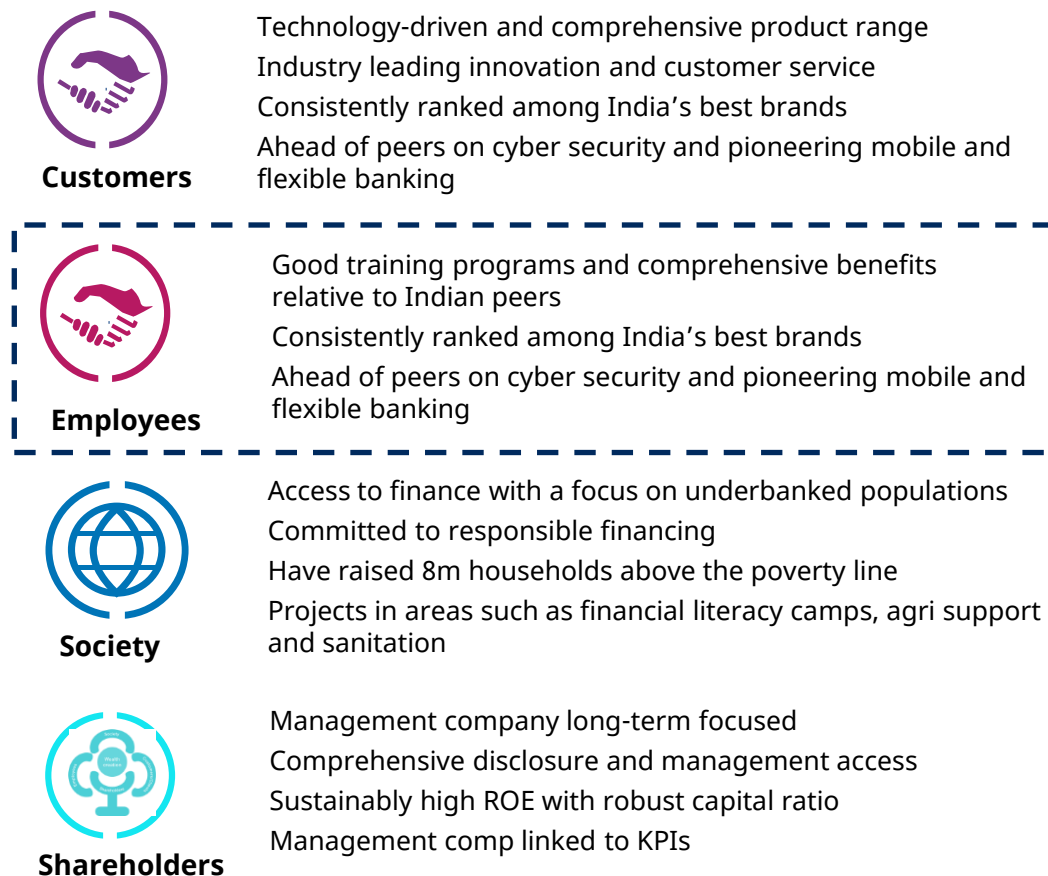 Technology-driven and comprehensive product range
Industry leading innovation and customer service
Consistently ranked among India's best brands
Ahead of peers on cyber security and pioneering mobile and
flexible banking
Customers
Good training programs and comprehensive benefits
relative to Indian peers
Consistently ranked among India's best brands
Ahead of peers on cyber security and pioneering mobile and
flexible banking
Employees
Access to finance with a focus on underbanked populations
Committed to responsible financing
Have raised 8m households above the poverty line
Projects in areas such as financial literacy camps, agri support
and sanitation
Society
Management company long-term focused
Comprehensive disclosure and management access
Sustainably high ROE with robust capital ratio
Management comp linked to KPIs
Shareholders